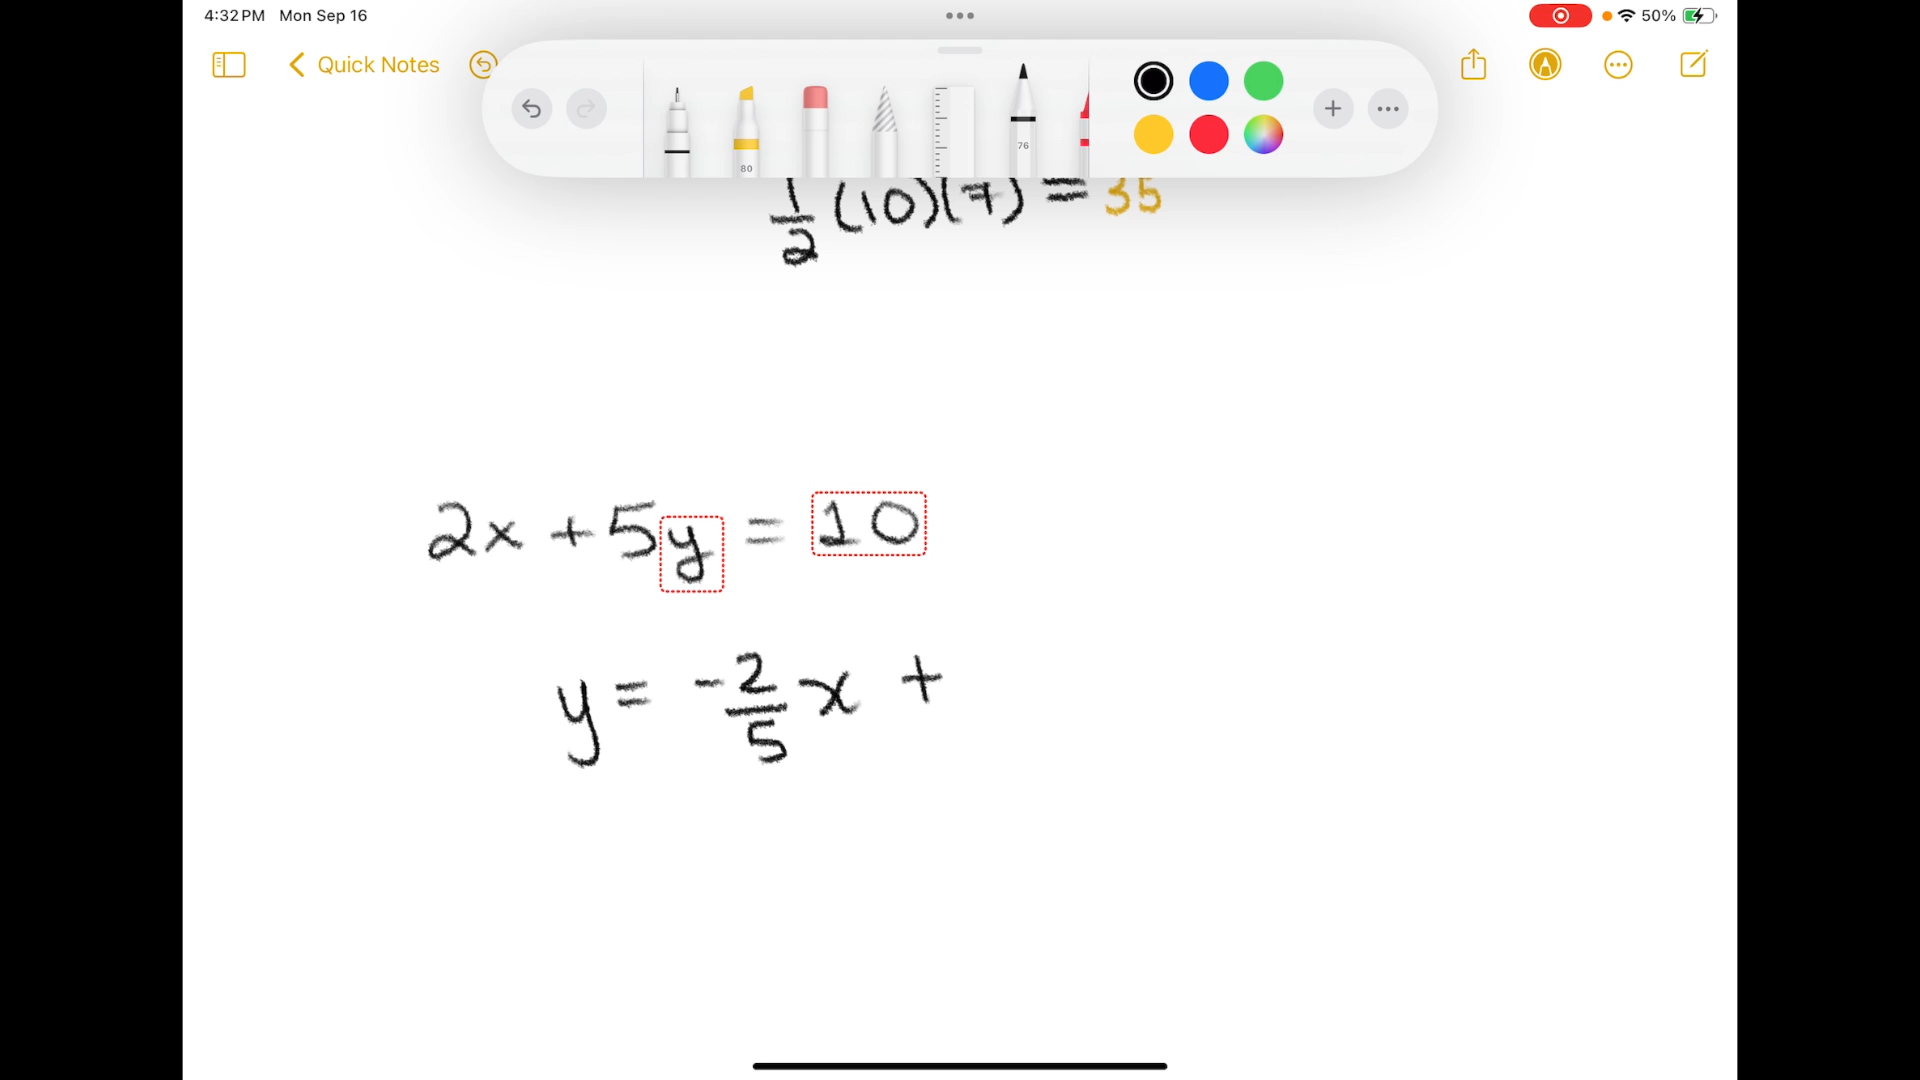 4:32 PM Mon Sep 16
50%
Quick Notes
80
76
1/2 (10)(7) = 35
2x + 5y = 10
y = -2/5 x +